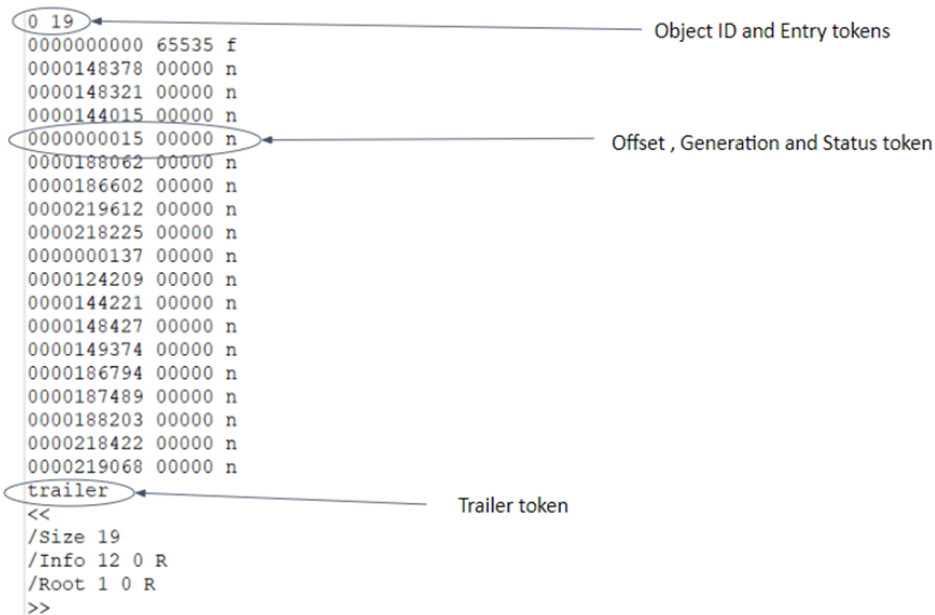 0 19
Object ID and Entry tokens
0000000000 65535 f
0000148378 00000 n
0000148321 00000 n
0000144015 00000 n
0000000015 00000 n
Offset , Generation and Status token
0000188062 00000 n
0000186602 00000 n
0000219612 00000 n
0000218225 00000 n
0000000137 00000 n
0000124209 00000 n
0000144221 00000 n
0000148427 00000 n
0000149374 00000 n
0000186794 00000 n
0000187489 00000 n
0000188203 00000 n
0000218422 00000 n
0000219068 00000 n
trailer
Trailer token
<<
/Size 19
/Info 12 0 R
/Root 1 0 R
>>